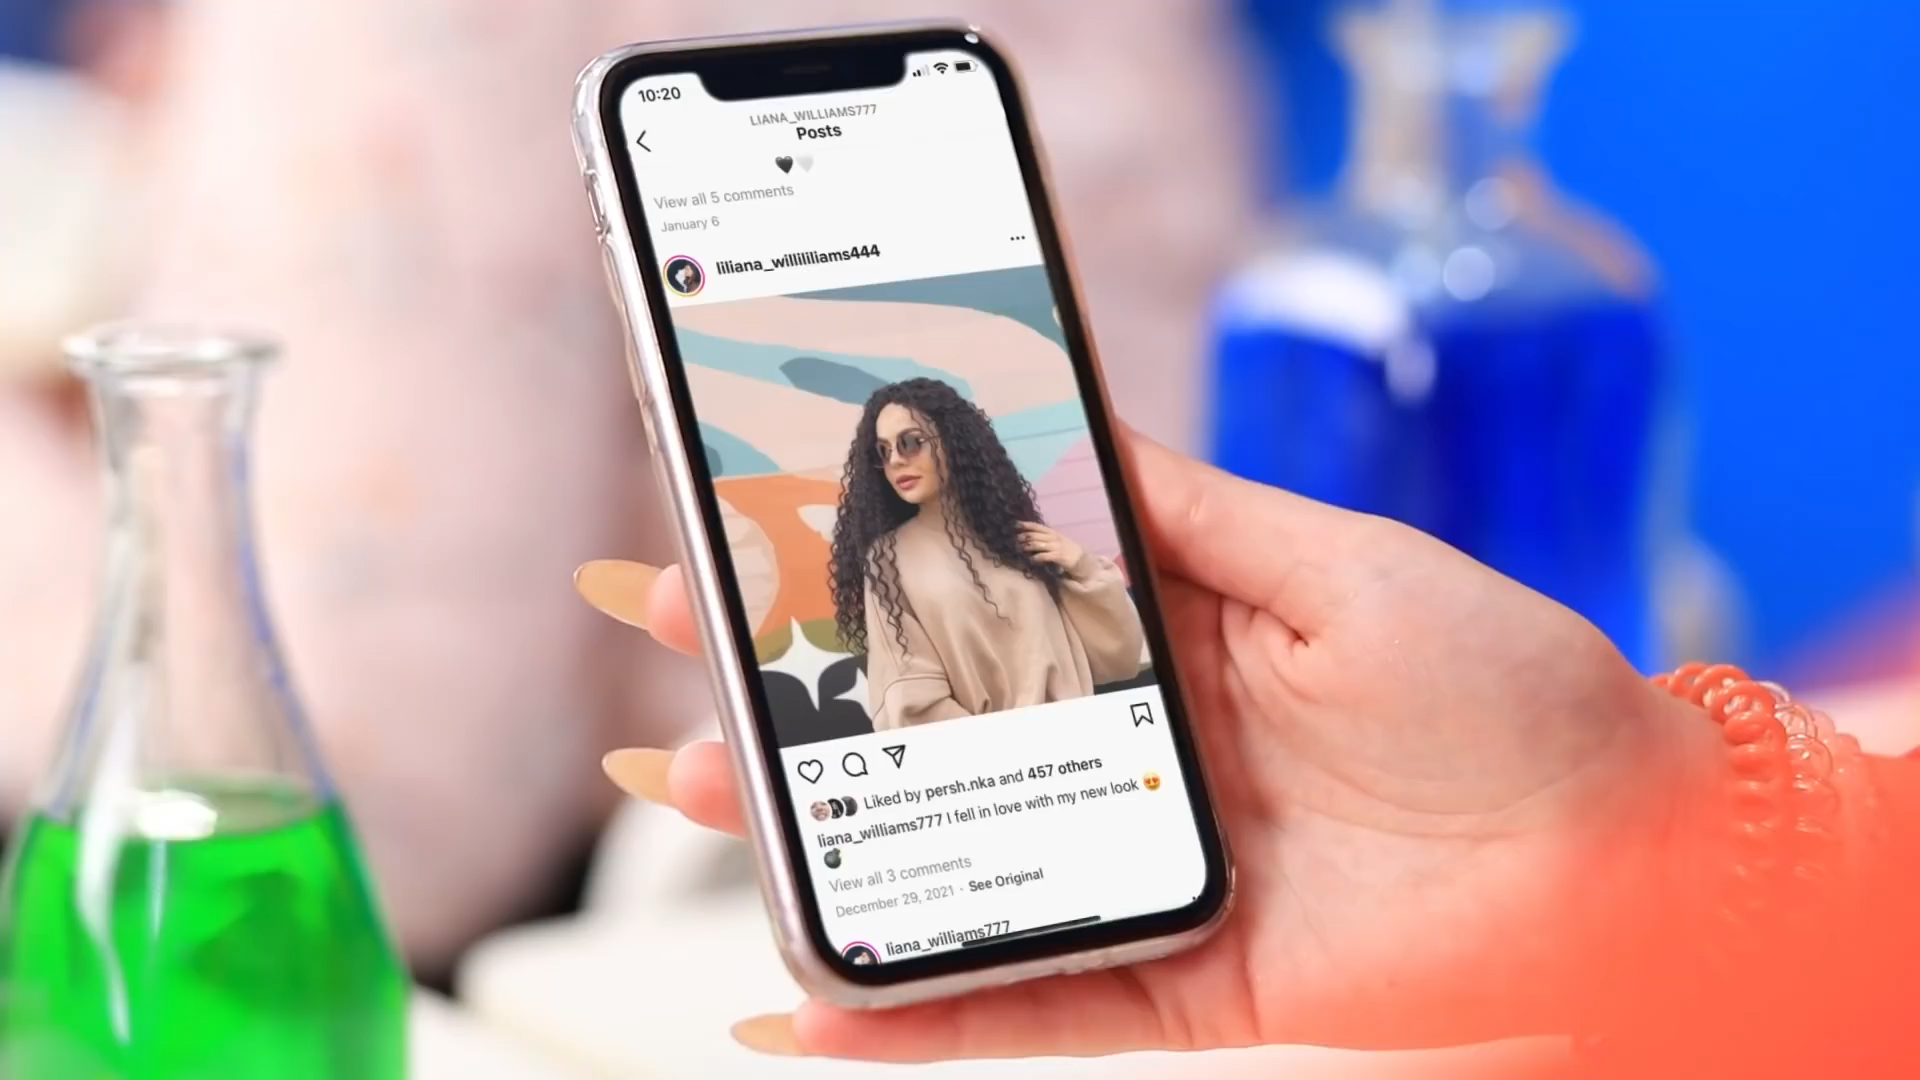 10:20
LIANA_WILLIAMS777
Posts
View all 5 comments
January 6
liliana_willililiams444
Liked by persh.nka and 457 others
liana_williams777 I fell in love with my new look
View all 3 comments
December 29, 2021 · See Original
liana_williams777